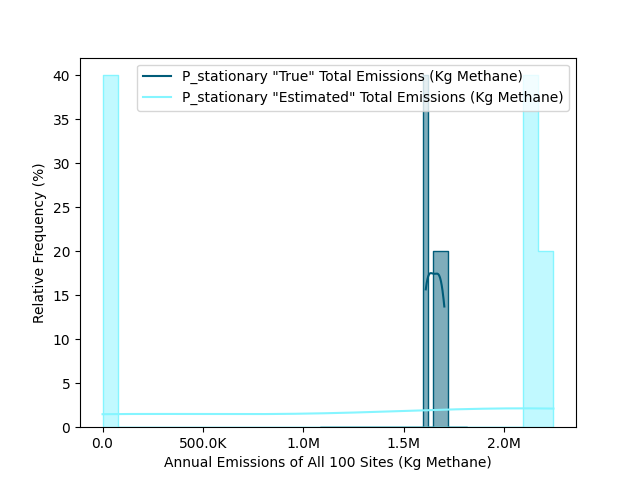 P_stationary "True" Total Emissions (Kg Methane)
P_stationary "Estimated" Total Emissions (Kg Methane)
40
35
30
25
20
15
10
5
0
Relative Frequency (%)
0.0 500.0K 1.0M 1.5M 2.0M
Annual Emissions of All 100 Sites (Kg Methane)